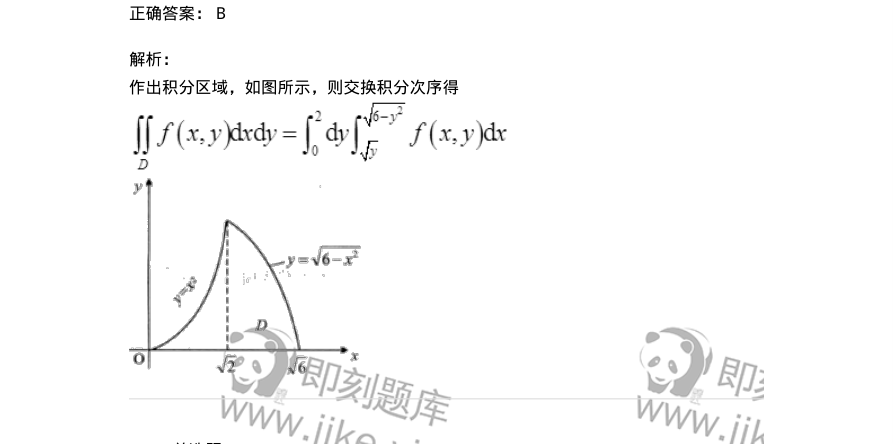 正确答案： B
解析：
作出积分区域，如图所示，则交换积分次序得
∬_D f(x,y)dxdy = ∫_0^2 dy ∫_{√y}^{√(6−y²)} f(x,y)dx
y
y=√(6−x²)
y=x²
D
O √2 √6 x
即刻题库 即刻
www.jike www.jik